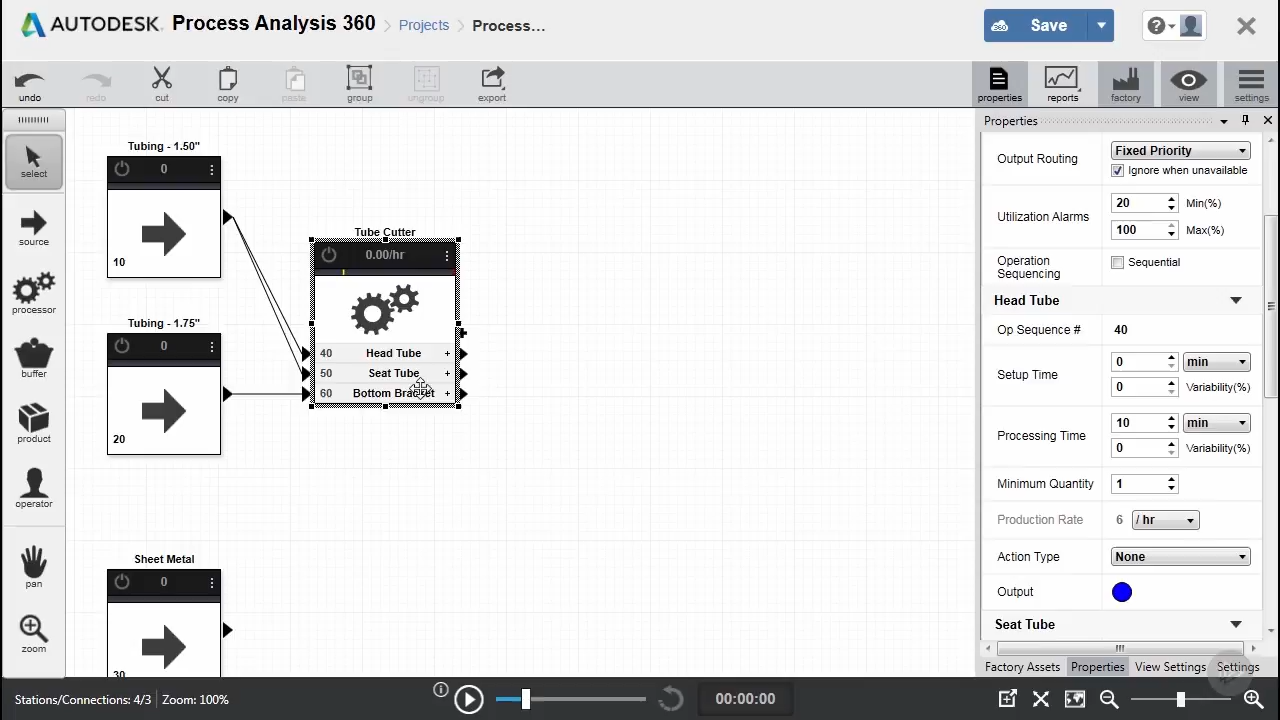 AUTODESK. Process Analysis 360 Projects Process...
360 Save ?
undo redo cut copy paste group ungroup export properties reports factory view settings
Properties
select
source
processor
buffer
product
operator
pan
zoom
Tubing - 1.50"
0
10
Tubing - 1.75"
0
20
Sheet Metal
0
30
Tube Cutter
0.00/hr
40 Head Tube +
50 Seat Tube +
60 Bottom Bracket +
Output Routing Fixed Priority
Ignore when unavailable
Utilization Alarms 20 Min(%)
100 Max(%)
Operation
Sequencing Sequential
Head Tube
Op Sequence # 40
Setup Time 0 min
0 Variability(%)
Processing Time 10 min
0 Variability(%)
Minimum Quantity 1
Production Rate 6 / hr
Action Type None
Output
Seat Tube
Factory Assets Properties View Settings Settings
Stations/Connections: 4/3 Zoom: 100% 00:00:00